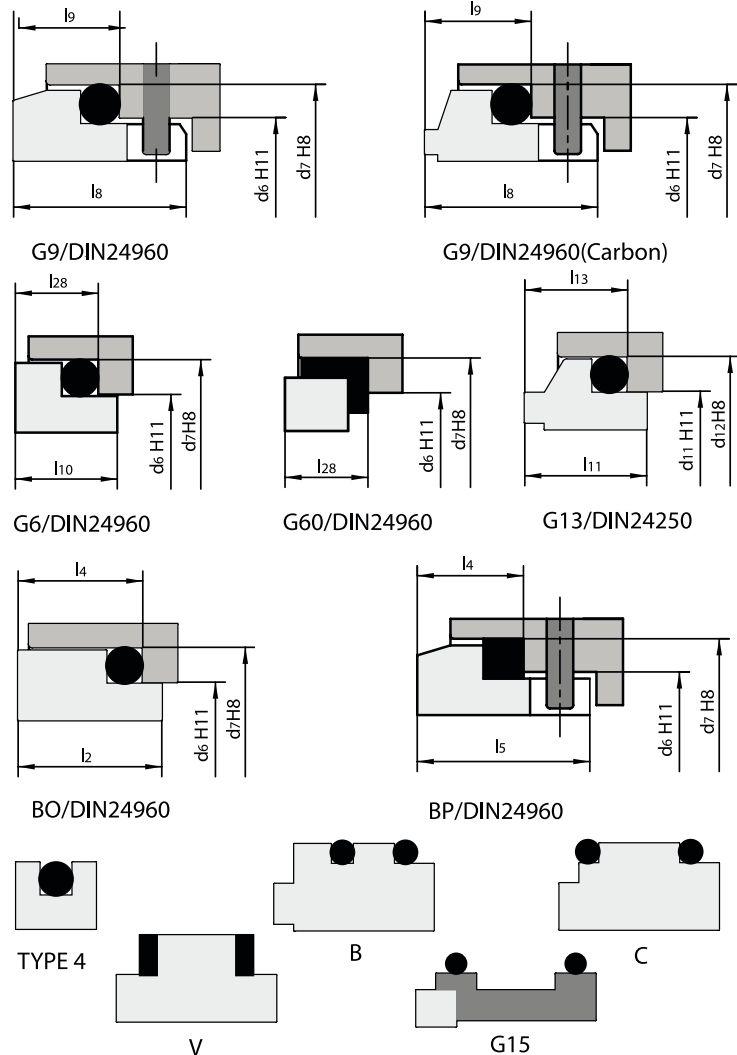 l9
l9
d6 H11
d7 H8
d6 H11
d7 H8
l8
l8
G9/DIN24960
G9/DIN24960(Carbon)
l28
l13
d6 H11
d7H8
d6 H11
d7H8
d11 H11
d12H8
l10
l28
l11
G6/DIN24960
G60/DIN24960
G13/DIN24250
l4
l4
d6 H11
d7H8
d6 H11
d7 H8
l2
l5
BO/DIN24960
BP/DIN24960
TYPE 4
B
C
V
G15